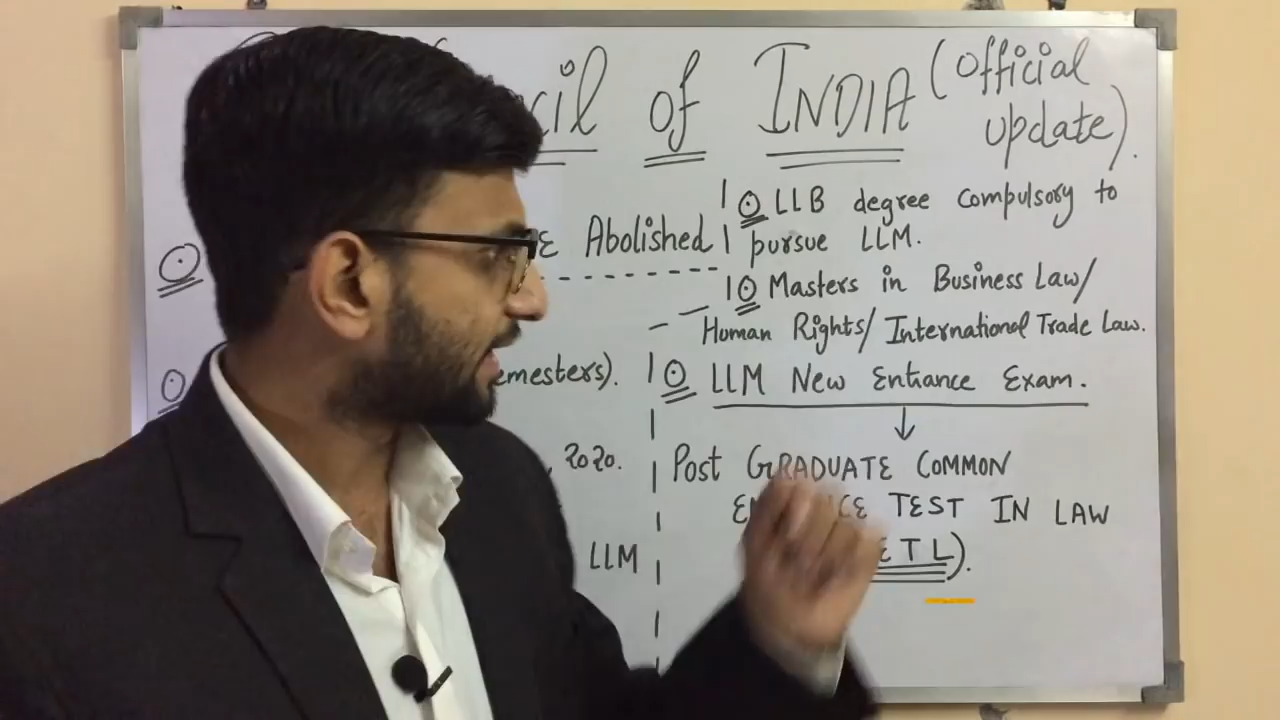 of INDIA (Official
update).
Abolished
LLB degree compulsory to
pursue LLM.
Masters in Business Law/
Human Rights/ International Trade Law.
emesters).
LLM New Entrance Exam.
2020.
Post GRADUATE COMMON
TEST IN LAW
LLM
ETL).